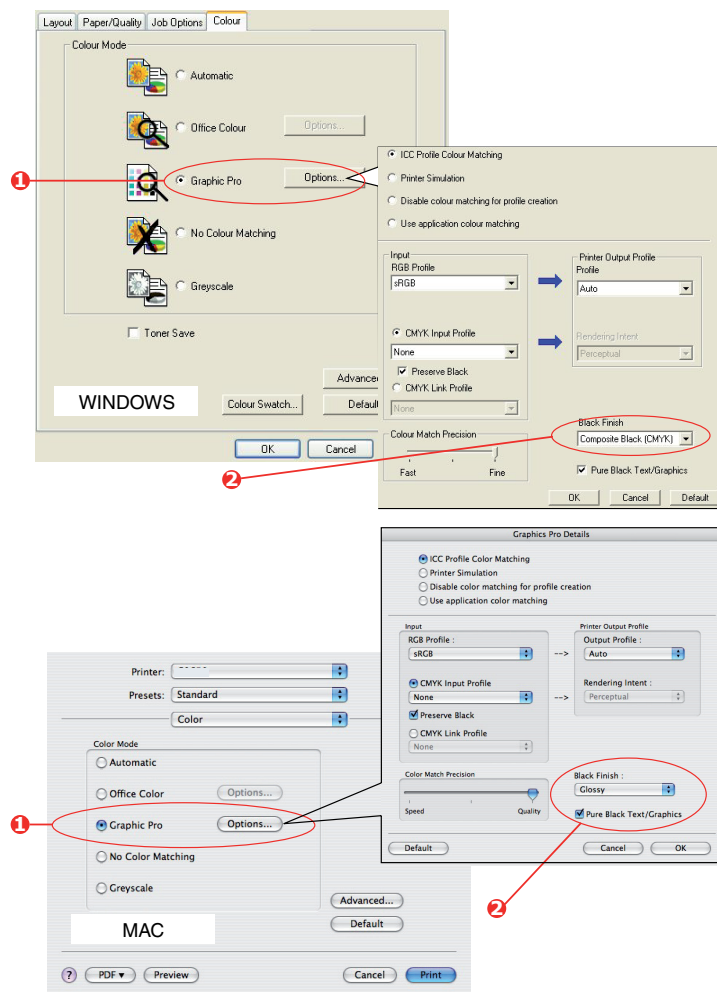 Layout Paper/Quality Job Options Colour
Colour Mode
Automatic
Office Colour Options...
1
Graphic Pro Options...
No Colour Matching
Greyscale
Toner Save
WINDOWS
Advance
Colour Swatch... Defaul
OK Cancel
ICC Profile Colour Matching
Printer Simulation
Disable colour matching for profile creation
Use application colour matching
Input
RGB Profile
sRGB
Printer Output Profile
Profile
Auto
CMYK Input Profile
None
Preserve Black
CMYK Link Profile
None
Rendering Intent
Perceptual
Colour Match Precision
Fast Fine
Black Finish
Composite Black (CMYK)
Pure Black Text/Graphics
2
OK Cancel Default
Graphics Pro Details
ICC Profile Color Matching
Printer Simulation
Disable color matching for profile creation
Use application color matching
Input
RGB Profile :
sRGB
-->
Printer Output Profile
Output Profile :
Auto
CMYK Input Profile
None
-->
Rendering Intent :
Perceptual
Preserve Black
CMYK Link Profile
None
Color Match Precision
Speed Quality
Black Finish :
Glossy
Pure Black Text/Graphics
Default Cancel OK
2
Printer:
Presets: Standard
Color
Color Mode
Automatic
Office Color Options...
1
Graphic Pro Options...
No Color Matching
Greyscale
MAC
Advanced...
Default
? PDF Preview Cancel Print